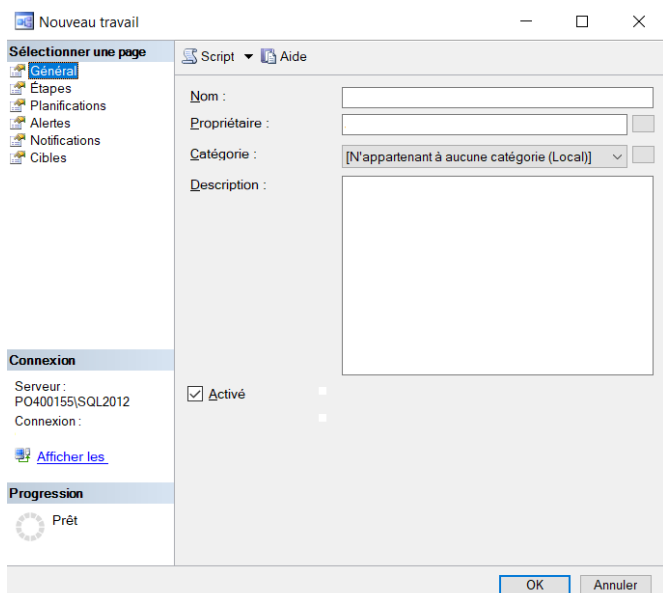 Nouveau travail
Sélectionner une page
Général
Étapes
Planifications
Alertes
Notifications
Cibles
Script
Aide
Nom :
Propriétaire :
Catégorie :
[N'appartenant à aucune catégorie (Local)]
Description :
Activé
Connexion
Serveur :
PO400155\SQL2012
Connexion :
Afficher les
Progression
Prêt
OK
Annuler